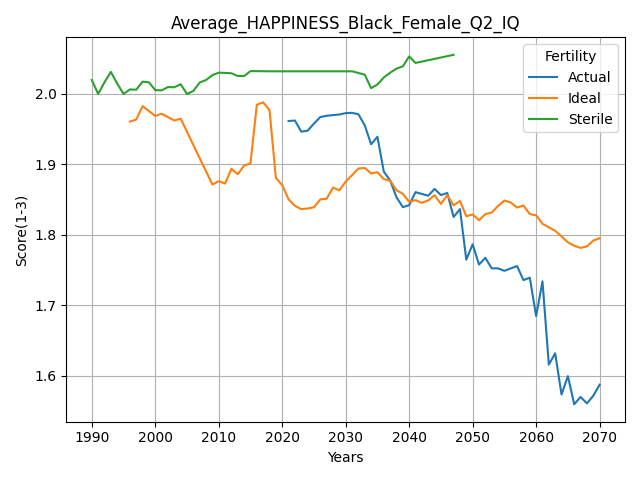 Average_HAPPINESS_Black_Female_Q2_IQ
Fertility
Actual
Ideal
Sterile
Score(1-3)
2.0
1.9
1.8
1.7
1.6
1990 2000 2010 2020 2030 2040 2050 2060 2070
Years